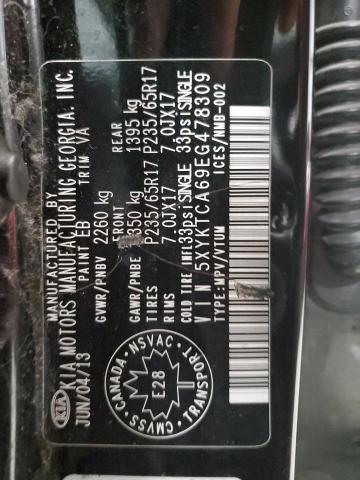 MANUFACTURED BY
KIA KIA MOTORS MANUFACTURING GEORGIA. INC.
JUN/04/13 PAINT EB TRIM VA
GVWR/PNBV 2260 kg
FRONT REAR
GAWR/PNBE 1350 kg 1395 kg
TIRES P235/65R17 P235/65R17
RIMS 7.0JX17 7.0JX17
COLD TIRE INFL33psi|SINGLE 33psi|SINGLE
VIN 5XYKTCA69EG478309
TYPE:MPV/VTUM ICES/NMB-002
CANADA • NSVAC • TRANSPORT • CMVSS •
E28